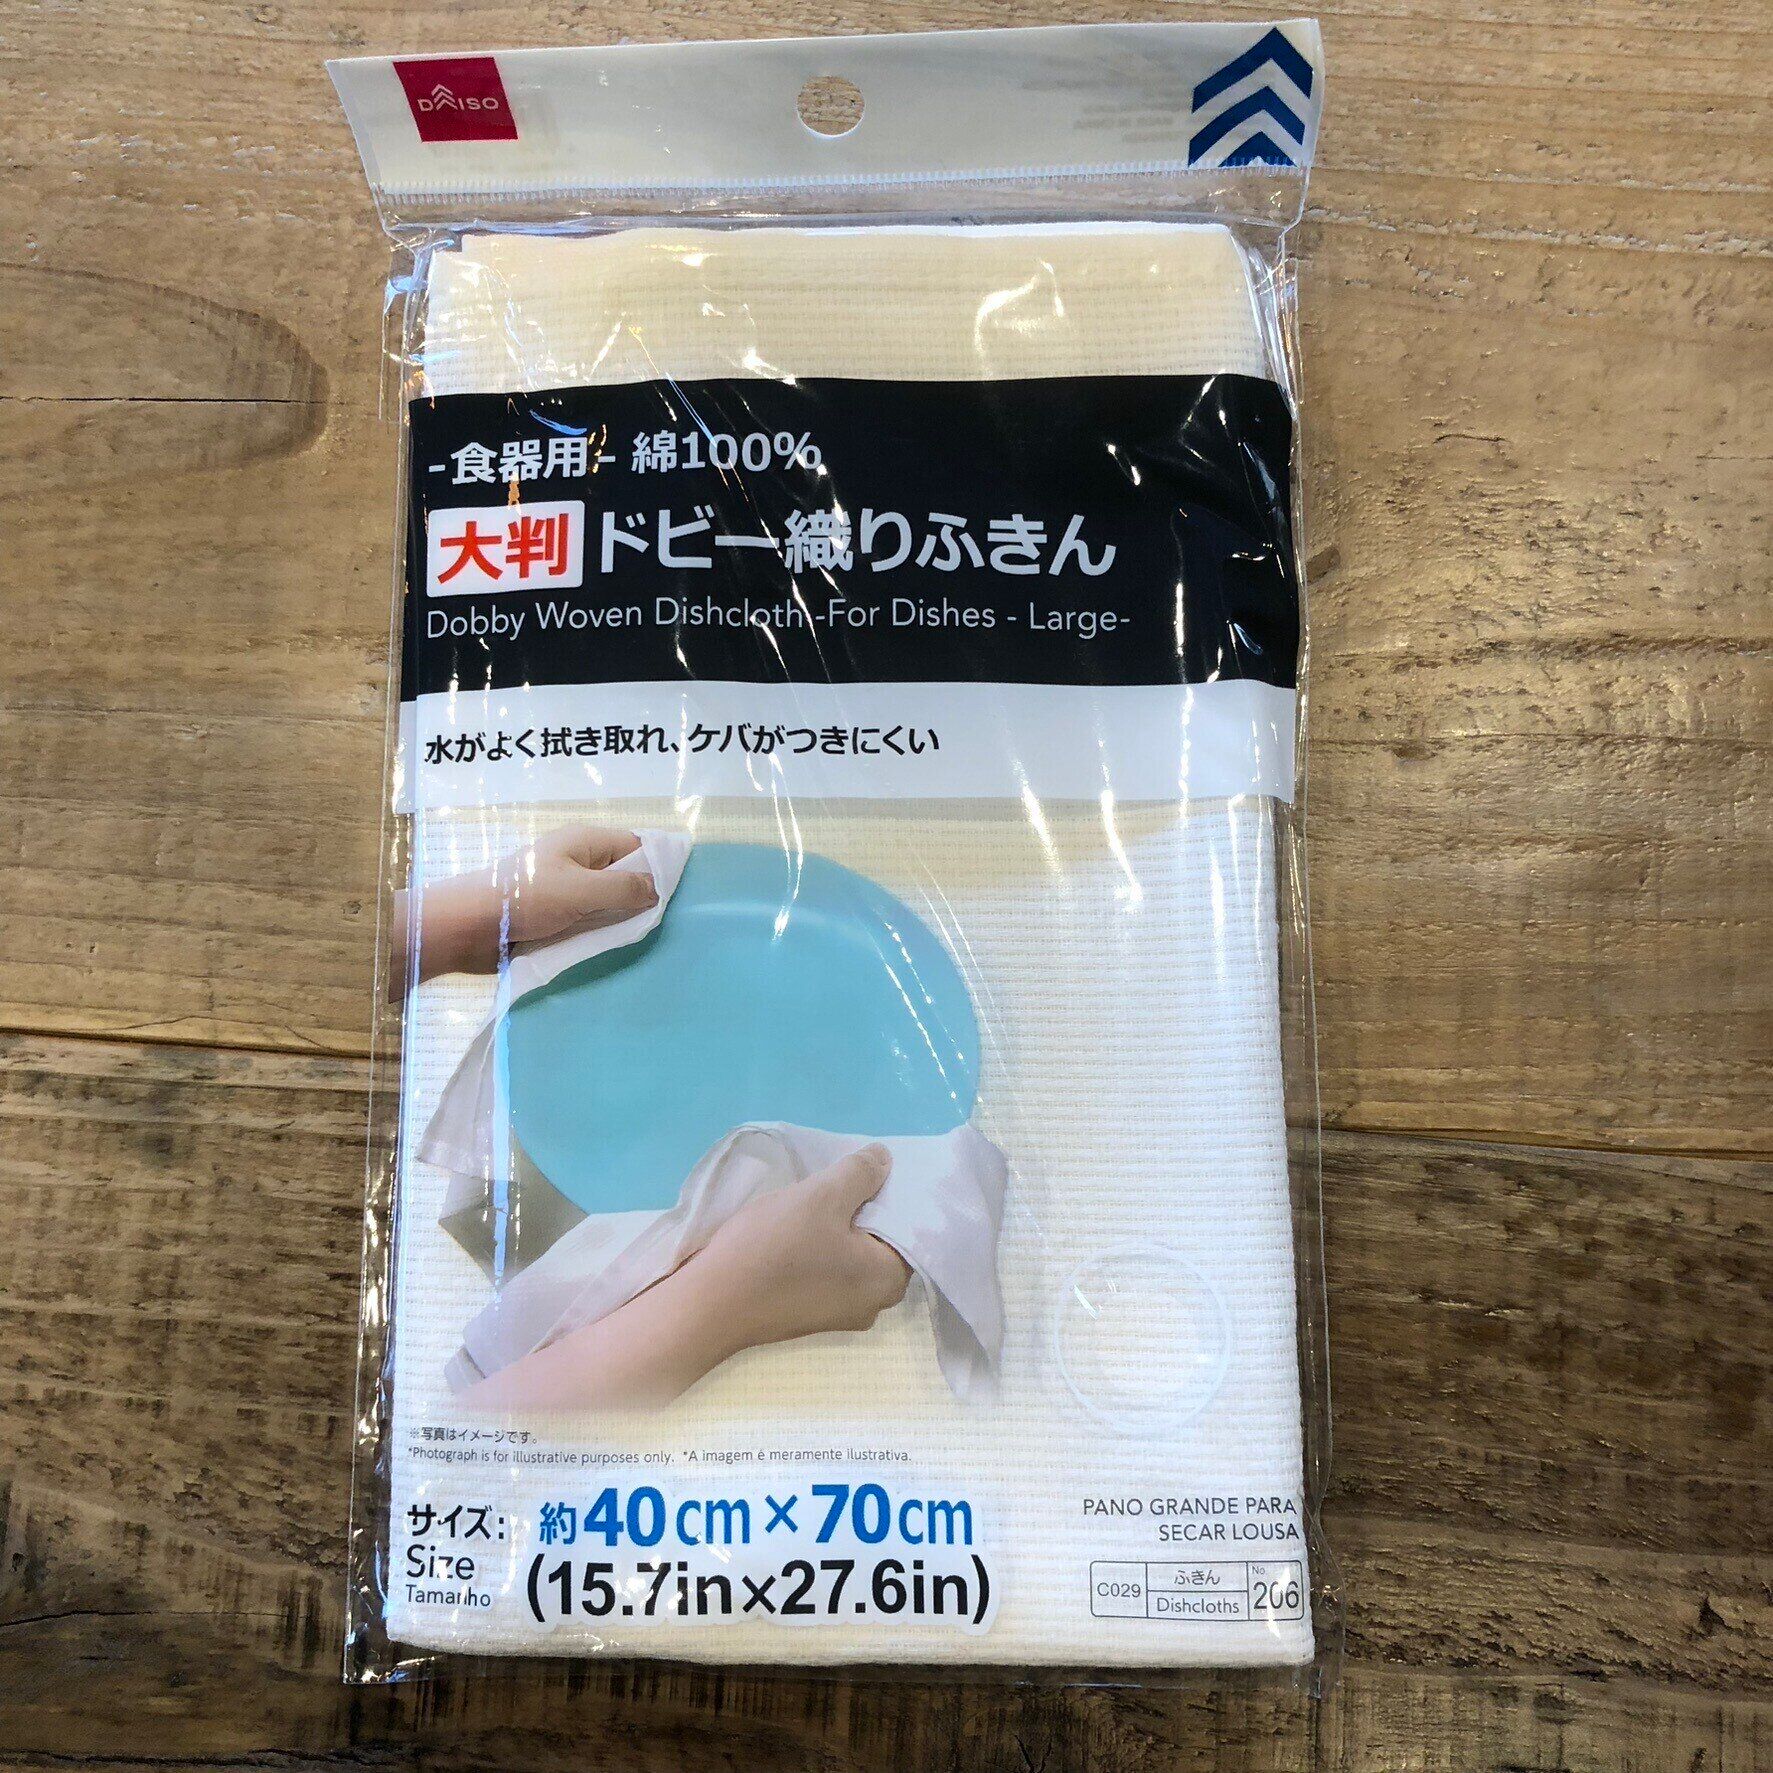 DAISO
-食器用- 綿100%
大判 ドビー織りふきん
Dobby Woven Dishcloth -For Dishes - Large-
水がよく拭き取れ、ケバがつきにくい
※写真はイメージです。
*Photograph is for illustrative purposes only. *A imagem é meramente ilustrativa.
サイズ: 約40cm×70cm
Size
Tamanho
(15.7in×27.6in)
PANO GRANDE PARA
SECAR LOUSA
C029 ふきん Dishcloths No. 206